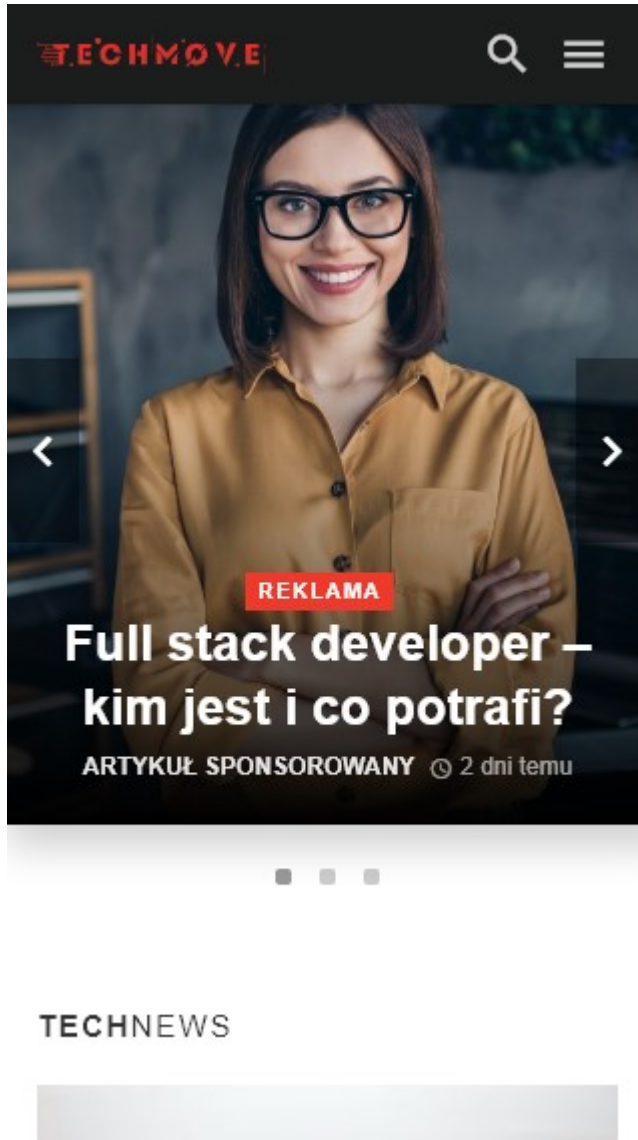 TECHMOVE
REKLAMA
Full stack developer –
kim jest i co potrafi?
ARTYKUŁ SPONSOROWANY 2 dni temu
TECHNEWS